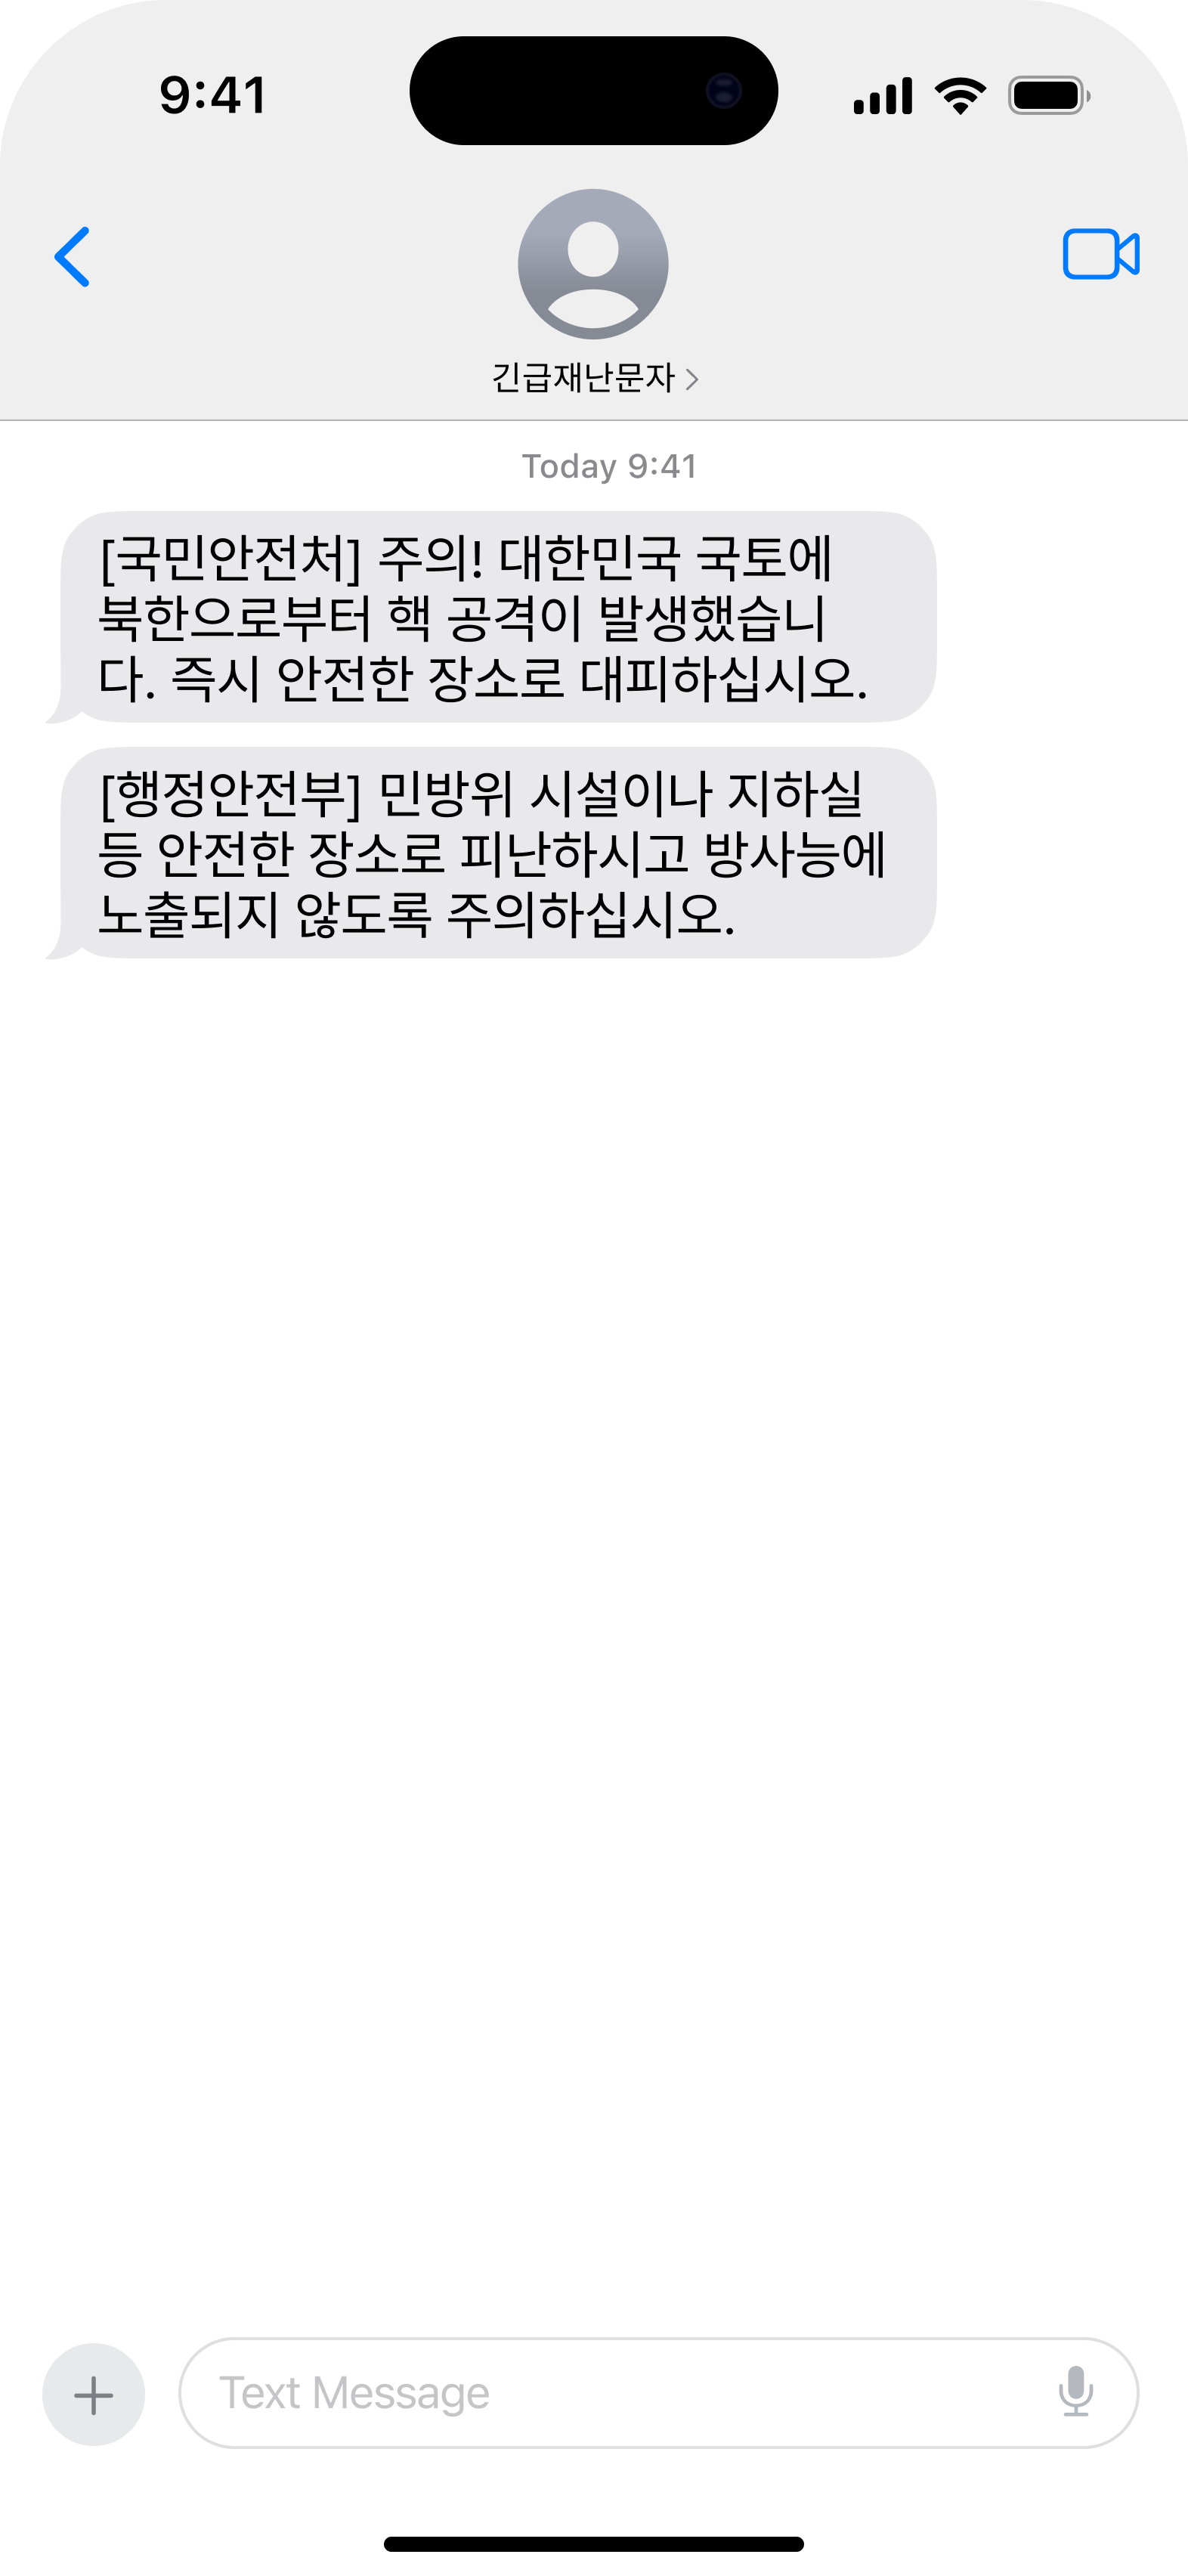 9:41
긴급재난문자
Today 9:41
[국민안전처] 주의! 대한민국 국토에
북한으로부터 핵 공격이 발생했습니
다. 즉시 안전한 장소로 대피하십시오.
[행정안전부] 민방위 시설이나 지하실
등 안전한 장소로 피난하시고 방사능에
노출되지 않도록 주의하십시오.
Text Message